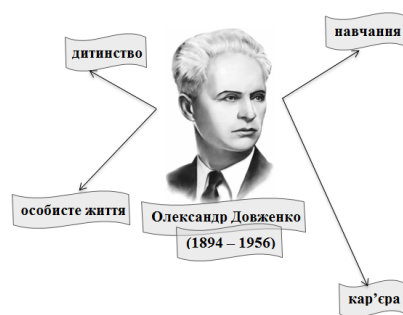 навчання
дитинство
особисте життя
Олександр Довженко
(1894 – 1956)
кар’єра